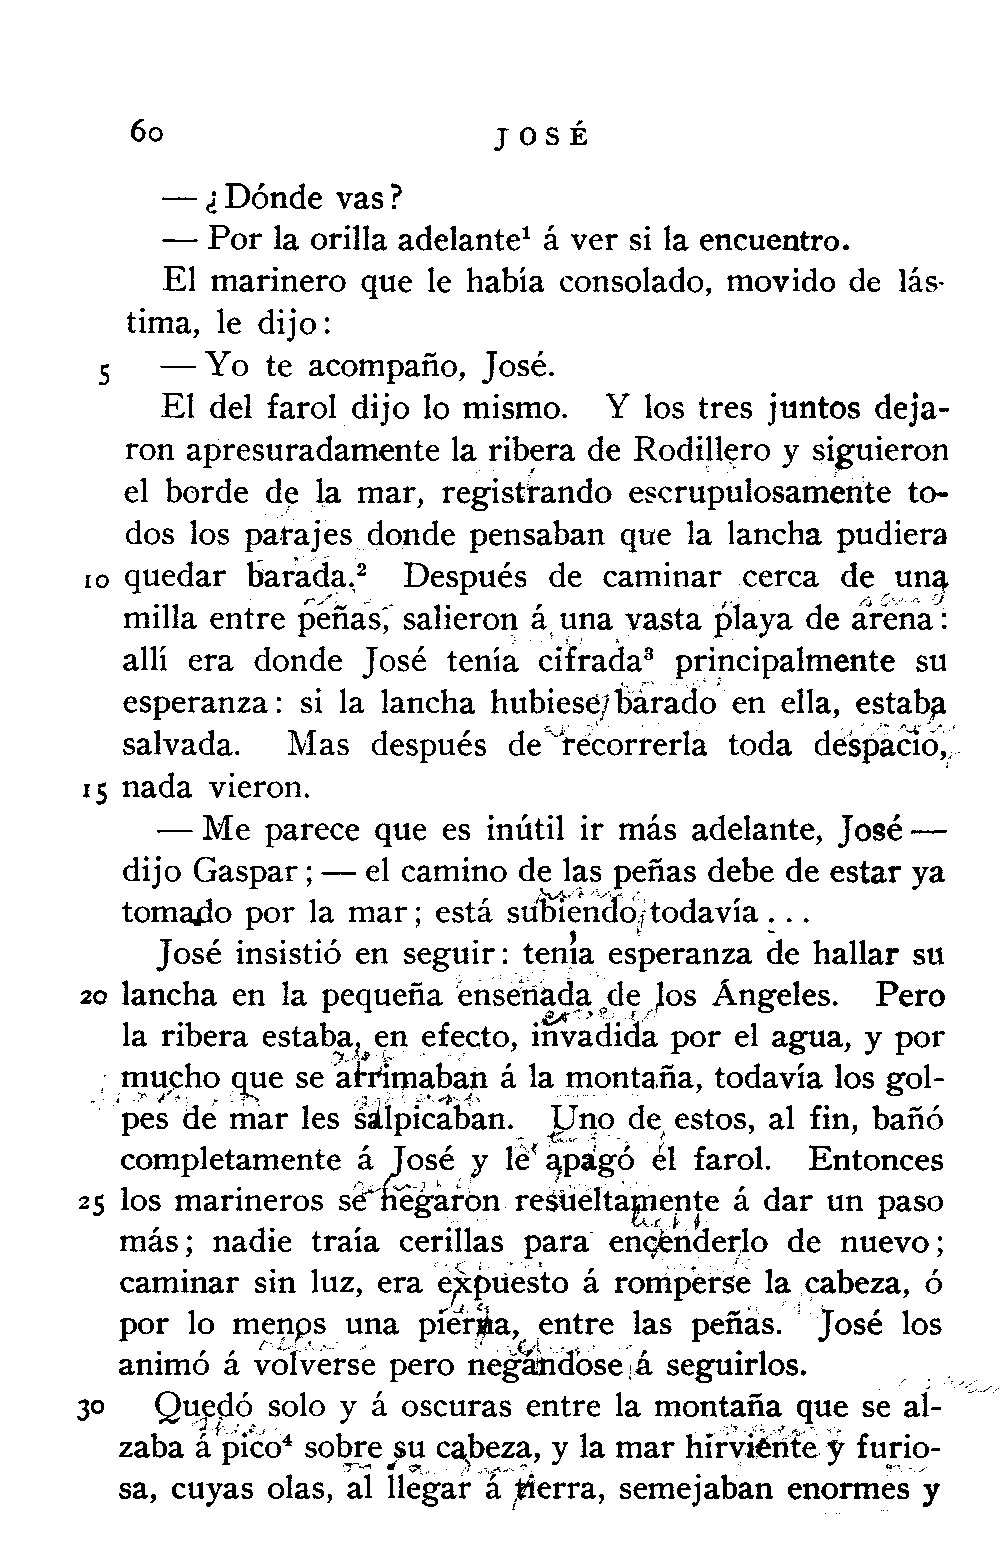 60 JOSÉ
— ¿Dónde vas?
— Por la orilla adelante¹ á ver si la encuentro.
El marinero que le había consolado, movido de lás-
tima, le dijo:
5 — Yo te acompaño, José.
El del farol dijo lo mismo. Y los tres juntos deja-
ron apresuradamente la ribera de Rodillero y siguieron
el borde de la mar, registrando escrupulosamente to-
dos los parajes donde pensaban que la lancha pudiera
10 quedar barada.² Después de caminar cerca de una
milla entre peñas, salieron á una vasta playa de arena:
allí era donde José tenía cifrada³ principalmente su
esperanza: si la lancha hubiese barado en ella, estaba
salvada. Mas después de recorrerla toda despacio,
15 nada vieron.
— Me parece que es inútil ir más adelante, José —
dijo Gaspar; — el camino de las peñas debe de estar ya
tomado por la mar; está subiendo todavía . . .
José insistió en seguir: tenía esperanza de hallar su
20 lancha en la pequeña ensenada de los Ángeles. Pero
la ribera estaba, en efecto, invadida por el agua, y por
mucho que se arrimaban á la montaña, todavía los gol-
pes de mar les salpicaban. Uno de estos, al fin, bañó
completamente á José y le apagó el farol. Entonces
25 los marineros se negaron resueltamente á dar un paso
más; nadie traía cerillas para encenderlo de nuevo;
caminar sin luz, era expuesto á romperse la cabeza, ó
por lo menos una pierna, entre las peñas. José los
animó á volverse pero negándose á seguirlos.
30 Quedó solo y á oscuras entre la montaña que se al-
zaba á pico⁴ sobre su cabeza, y la mar hirviente y furio-
sa, cuyas olas, al llegar á tierra, semejaban enormes y